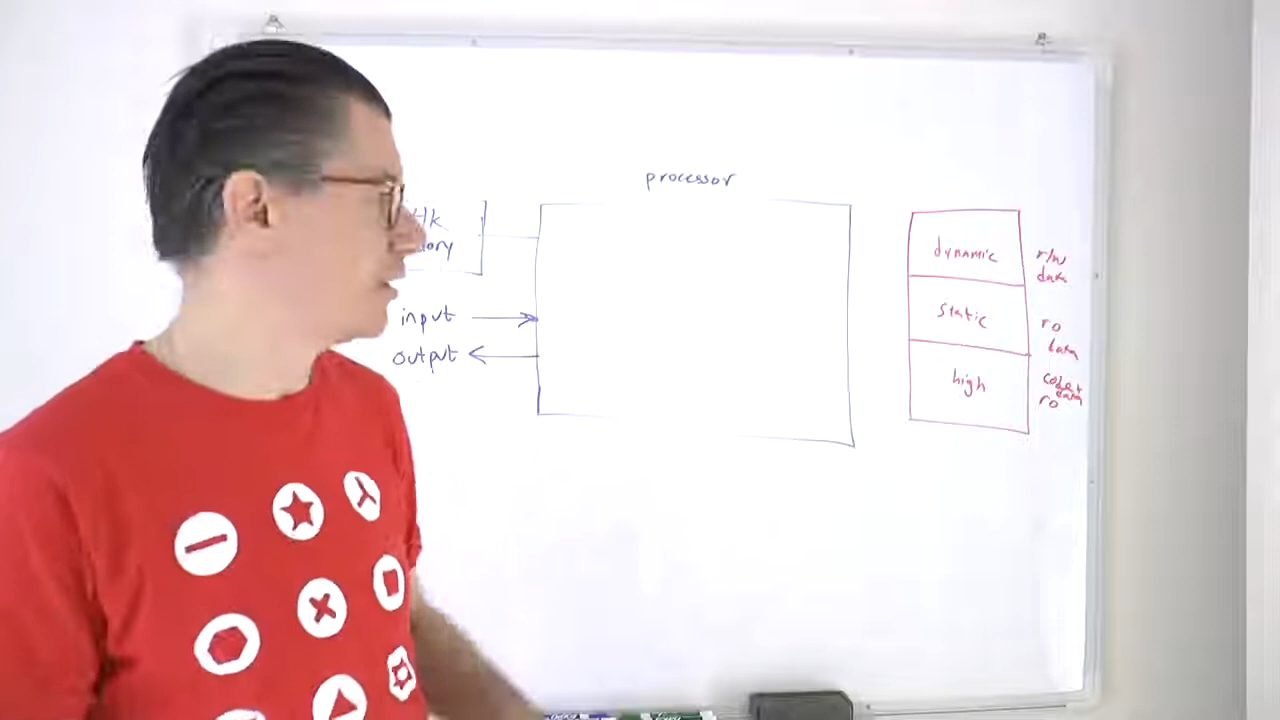 processor
input
output
dynamic
r/w
data
static
ro
data
high
code+
data
ro